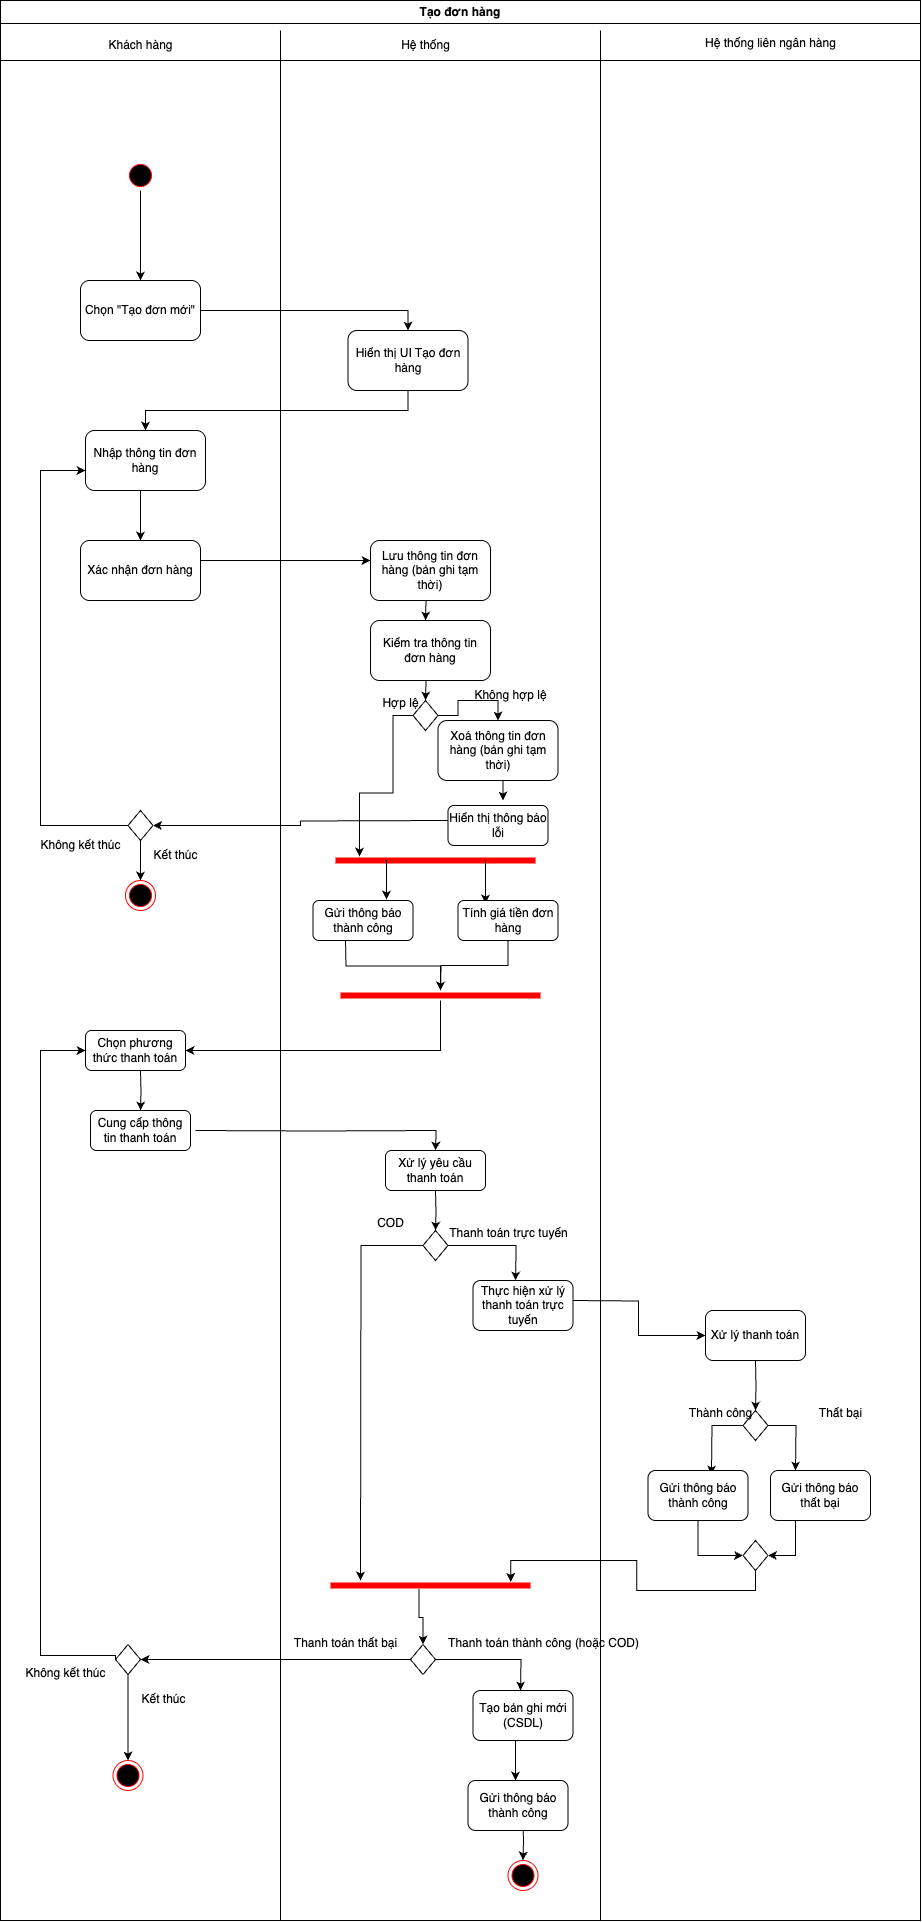 Tạo đơn hàng
Khách hàng
Hệ thống
Hệ thống liên ngân hàng
Chọn "Tạo đơn mới"
Hiển thị UI Tạo đơn
hàng
Nhập thông tin đơn
hàng
Xác nhận đơn hàng
Lưu thông tin đơn
hàng (bản ghi tạm
thời)
Kiểm tra thông tin
đơn hàng
Hợp lệ
Không hợp lệ
Xoá thông tin đơn
hàng (bản ghi tạm
thời)
Hiển thị thông báo
lỗi
Không kết thúc
Kết thúc
Gửi thông báo
thành công
Tính giá tiền đơn
hàng
Chọn phương
thức thanh toán
Cung cấp thông
tin thanh toán
Xử lý yêu cầu
thanh toán
COD
Thanh toán trực tuyến
Thực hiện xử lý
thanh toán trực
tuyến
Xử lý thanh toán
Thành công
Thất bại
Gửi thông báo
thành công
Gửi thông báo
thất bại
Thanh toán thất bại
Thanh toán thành công (hoặc COD)
Không kết thúc
Kết thúc
Tạo bản ghi mới
(CSDL)
Gửi thông báo
thành công